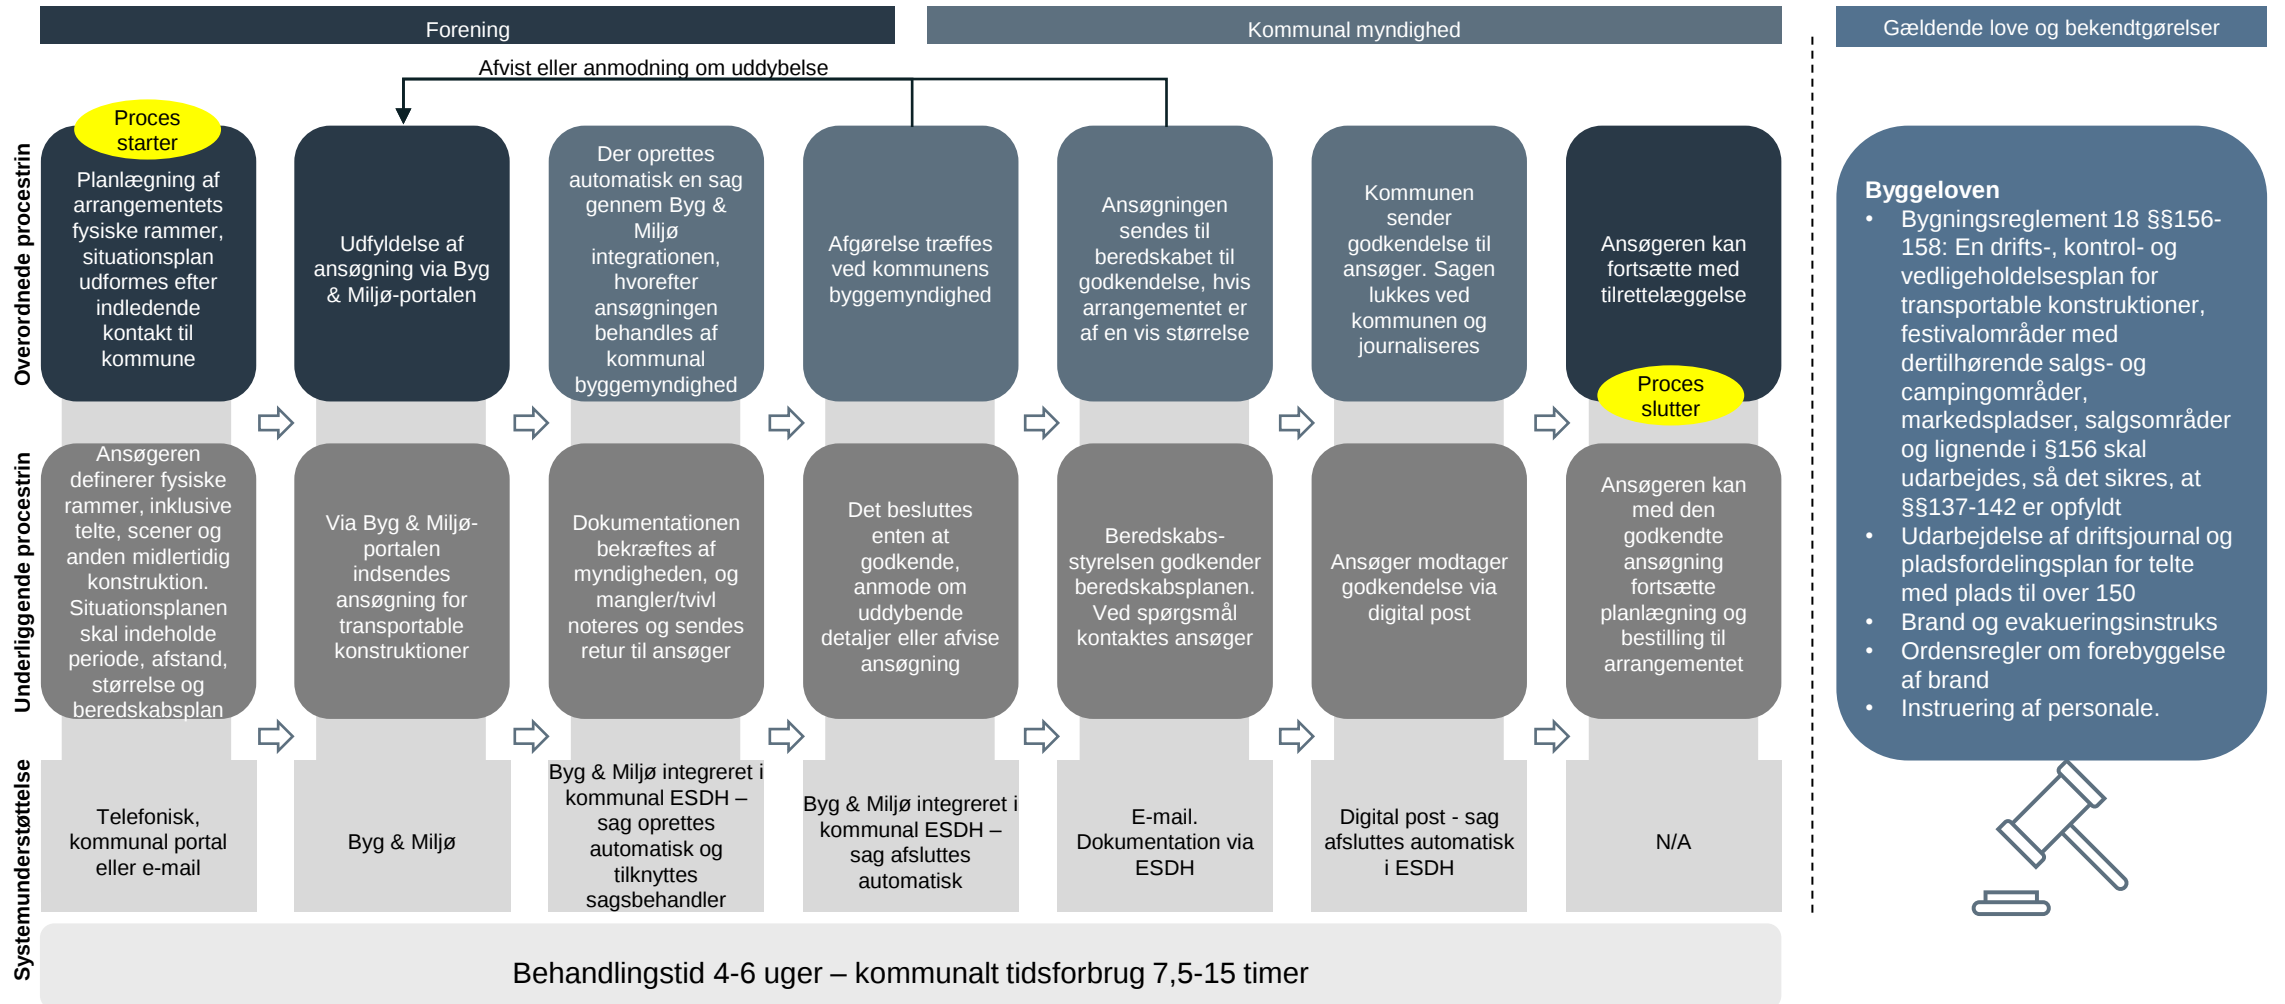 Forening
Kommunal myndighed
Gældende love og bekendtgørelser
Afvist eller anmodning om uddybelse
Overordnede procestrin
Proces
starter
Planlægning af
arrangementets
fysiske rammer,
situationsplan
udformes efter
indledende
kontakt til
kommune
Udfyldelse af
ansøgning via Byg
& Miljø-portalen
Der oprettes
automatisk en sag
gennem Byg &
Miljø
integrationen,
hvorefter
ansøgningen
behandles af
kommunal
byggemyndighed
Afgørelse træffes
ved kommunens
byggemyndighed
Ansøgningen
sendes til
beredskabet til
godkendelse, hvis
arrangementet er
af en vis størrelse
Kommunen
sender
godkendelse til
ansøger. Sagen
lukkes ved
kommunen og
journaliseres
Ansøgeren kan
fortsætte med
tilrettelæggelse
Proces
slutter
Underliggende procestrin
Ansøgeren
definerer fysiske
rammer, inklusive
telte, scener og
anden midlertidig
konstruktion.
Situationsplanen
skal indeholde
periode, afstand,
størrelse og
beredskabsplan
Via Byg & Miljø-
portalen
indsendes
ansøgning for
transportable
konstruktioner
Dokumentationen
bekræftes af
myndigheden, og
mangler/tvivl
noteres og sendes
retur til ansøger
Det besluttes
enten at
godkende,
anmode om
uddybende
detaljer eller afvise
ansøgning
Beredskabs-
styrelsen godkender
beredskabsplanen.
Ved spørgsmål
kontaktes ansøger
Ansøger modtager
godkendelse via
digital post
Ansøgeren kan
med den
godkendte
ansøgning
fortsætte
planlægning og
bestilling til
arrangementet
Systemunderstøttelse
Telefonisk,
kommunal portal
eller e-mail
Byg & Miljø
Byg & Miljø integreret i
kommunal ESDH –
sag oprettes
automatisk og
tilknyttes
sagsbehandler
Byg & Miljø integreret i
kommunal ESDH –
sag afsluttes
automatisk
E-mail.
Dokumentation via
ESDH
Digital post - sag
afsluttes automatisk
i ESDH
N/A
Behandlingstid 4-6 uger – kommunalt tidsforbrug 7,5-15 timer
Byggeloven
• Bygningsreglement 18 §§156-
158: En drifts-, kontrol- og
vedligeholdelsesplan for
transportable konstruktioner,
festivalområder med
dertilhørende salgs- og
campingområder,
markedspladser, salgsområder
og lignende i §156 skal
udarbejdes, så det sikres, at
§§137-142 er opfyldt
• Udarbejdelse af driftsjournal og
pladsfordelingsplan for telte
med plads til over 150
• Brand og evakueringsinstruks
• Ordensregler om forebyggelse
af brand
• Instruering af personale.